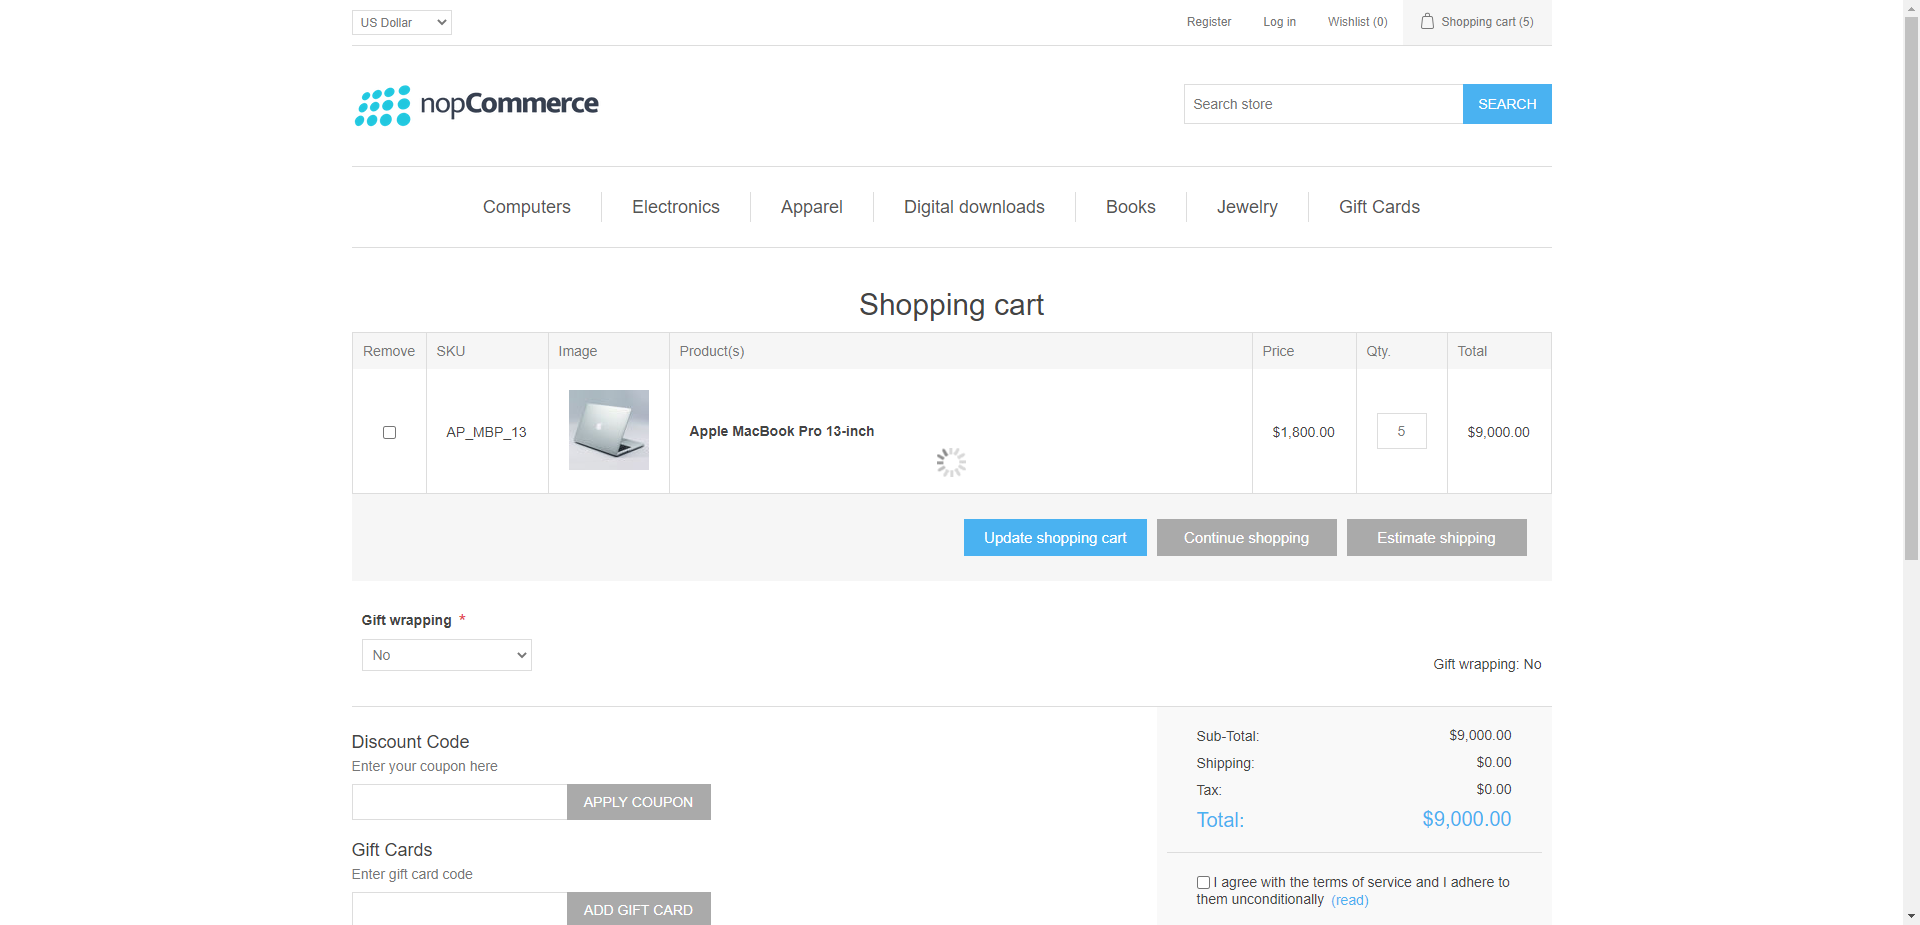 US Dollar
Register
Log in
Wishlist (0)
Shopping cart (5)
nopCommerce
Search store
SEARCH
Computers
Electronics
Apparel
Digital downloads
Books
Jewelry
Gift Cards
Shopping cart
Remove
SKU
Image
Product(s)
Price
Qty.
Total
AP_MBP_13
Apple MacBook Pro 13-inch
$1,800.00
5
$9,000.00
Update shopping cart
Continue shopping
Estimate shipping
Gift wrapping *
No
Gift wrapping: No
Discount Code
Enter your coupon here
APPLY COUPON
Gift Cards
Enter gift card code
ADD GIFT CARD
Sub-Total: $9,000.00
Shipping: $0.00
Tax: $0.00
Total: $9,000.00
I agree with the terms of service and I adhere to
them unconditionally (read)